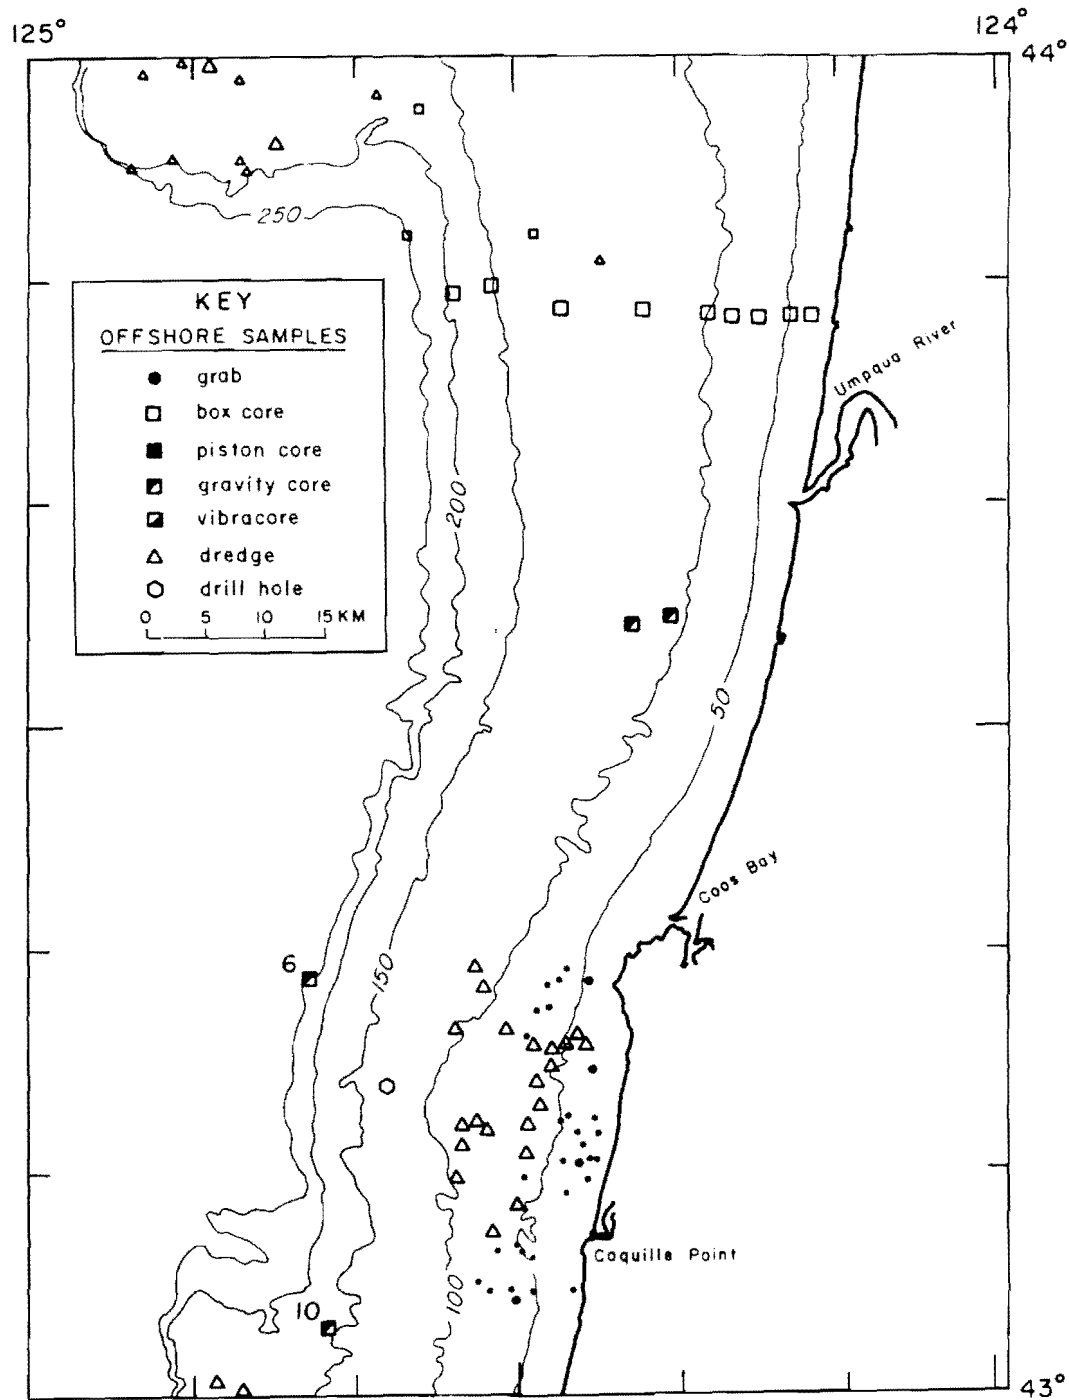 125° 124°
44°
250
KEY
OFFSHORE SAMPLES
grab
box core
piston core
gravity core
vibracore
dredge
drill hole
0 5 10 15 KM
Umpqua River
200
50
Coos Bay
6
150
Coquille Point
100
10
43°